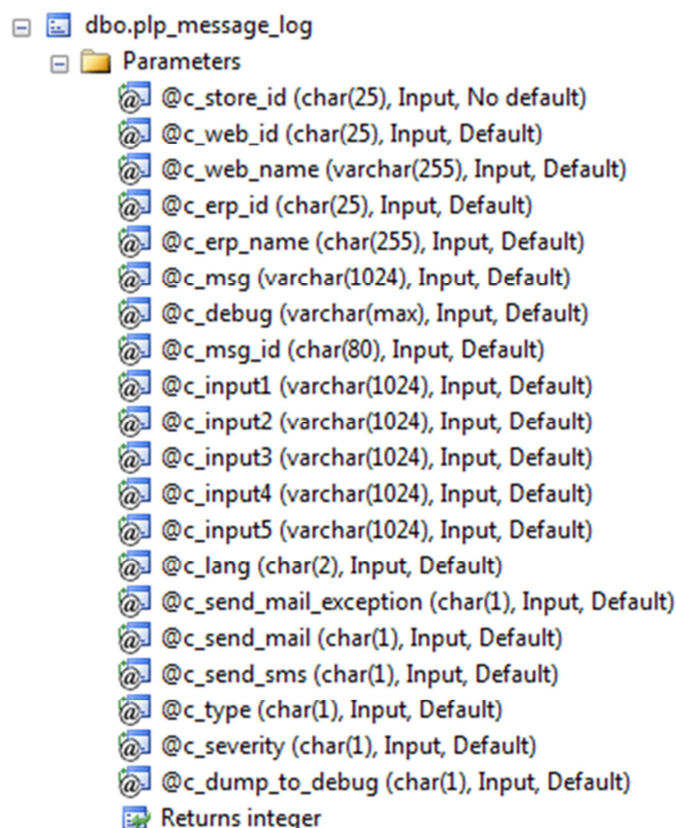 dbo.plp_message_log
Parameters
@c_store_id (char(25), Input, No default)
@c_web_id (char(25), Input, Default)
@c_web_name (varchar(255), Input, Default)
@c_erp_id (char(25), Input, Default)
@c_erp_name (char(255), Input, Default)
@c_msg (varchar(1024), Input, Default)
@c_debug (varchar(max), Input, Default)
@c_msg_id (char(80), Input, Default)
@c_input1 (varchar(1024), Input, Default)
@c_input2 (varchar(1024), Input, Default)
@c_input3 (varchar(1024), Input, Default)
@c_input4 (varchar(1024), Input, Default)
@c_input5 (varchar(1024), Input, Default)
@c_lang (char(2), Input, Default)
@c_send_mail_exception (char(1), Input, Default)
@c_send_mail (char(1), Input, Default)
@c_send_sms (char(1), Input, Default)
@c_type (char(1), Input, Default)
@c_severity (char(1), Input, Default)
@c_dump_to_debug (char(1), Input, Default)
Returns integer